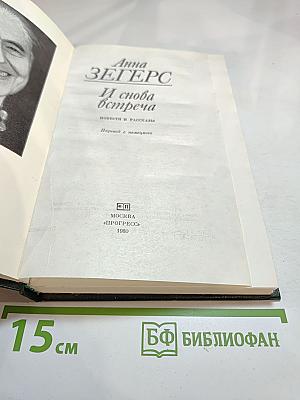 Анна
ЗЕГЕРС
И снова
встреча
ПОВЕСТИ И РАССКАЗЫ
Перевод с немецкого
МОСКВА
«ПРОГРЕСС»
1980
15 см
БФ БИБЛИОФАН